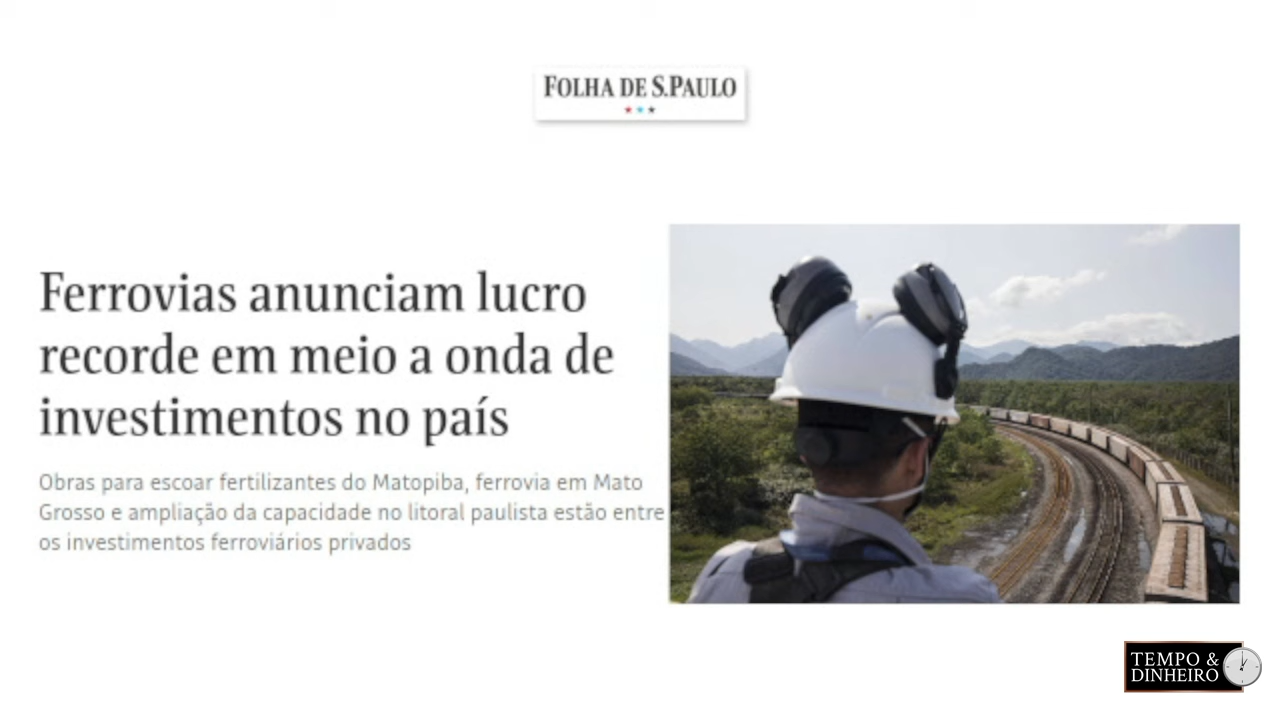 FOLHA DE S.PAULO
Ferrovias anunciam lucro
recorde em meio a onda de
investimentos no país
Obras para escoar fertilizantes do Matopiba, ferrovia em Mato
Grosso e ampliação da capacidade no litoral paulista estão entre
os investimentos ferroviários privados
TEMPO &
DINHEIRO